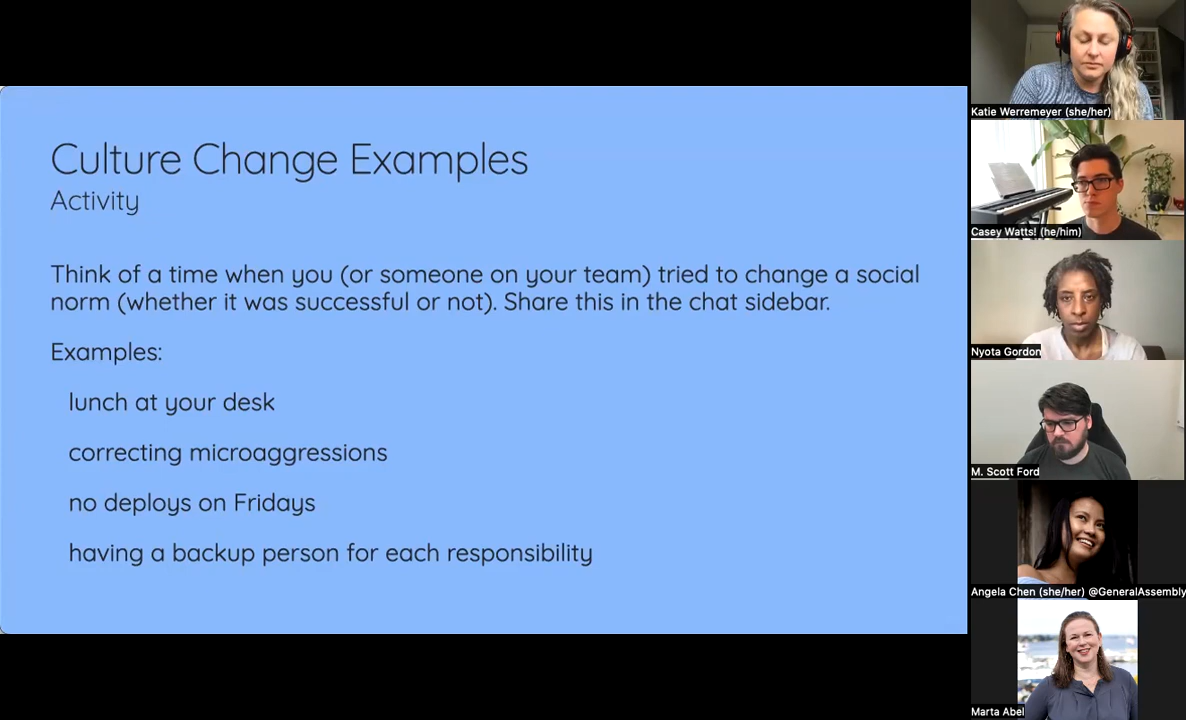 Culture Change Examples
Activity
Think of a time when you (or someone on your team) tried to change a social
norm (whether it was successful or not). Share this in the chat sidebar.
Examples:
lunch at your desk
correcting microaggressions
no deploys on Fridays
having a backup person for each responsibility
Katie Werremeyer (she/her)
Casey Watts! (he/him)
Nyota Gordon
M. Scott Ford
Angela Chen (she/her) @GeneralAssembly
Marta Abel